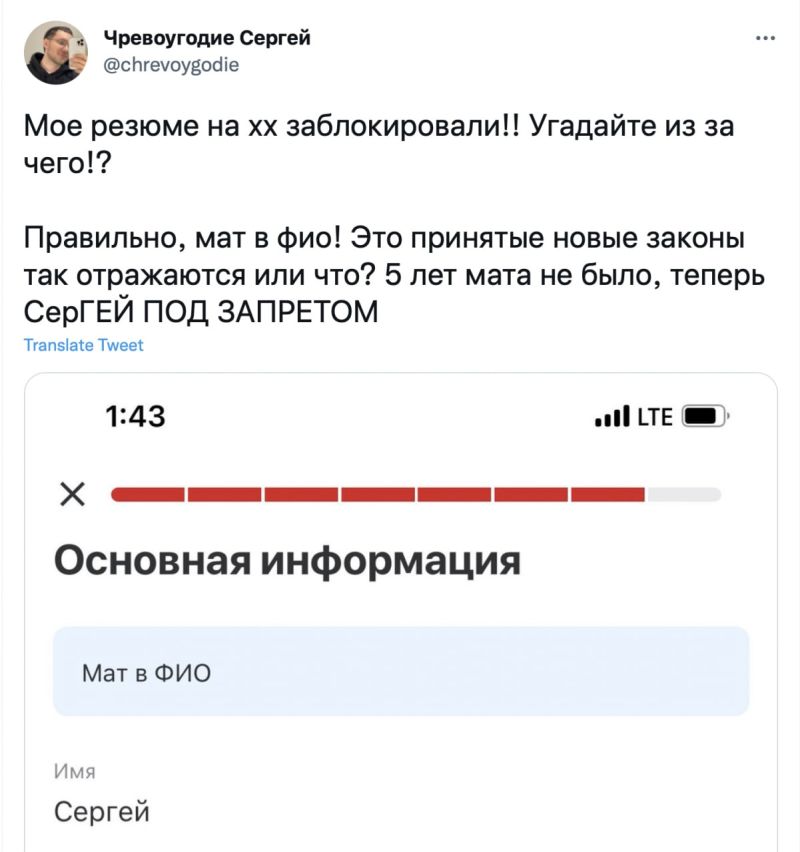 Чревоугодие Сергей
@chrevoygodie
Мое резюме на хх заблокировали!! Угадайте из за
чего!?
Правильно, мат в фио! Это принятые новые законы
так отражаются или что? 5 лет мата не было, теперь
СерГЕЙ ПОД ЗАПРЕТОМ
Translate Tweet
1:43 LTE
Основная информация
Мат в ФИО
Имя
Сергей